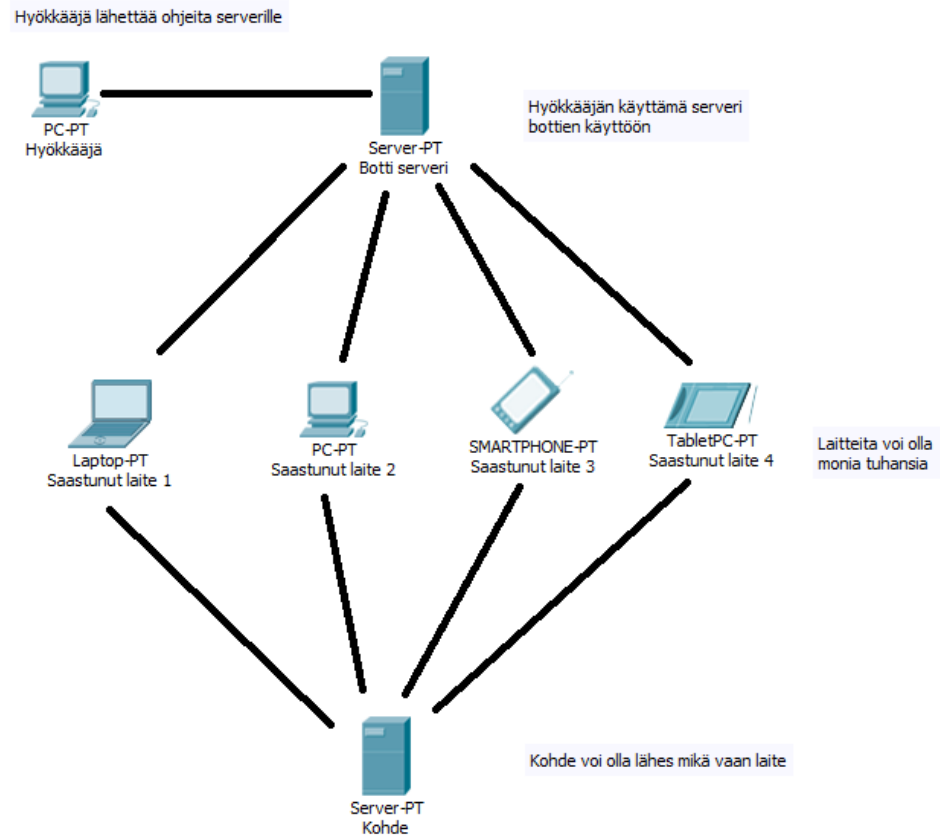 Hyökkääjä lähettää ohjeita serverille
PC-PT
Hyökkääjä
Server-PT
Botti serveri
Hyökkääjän käyttämä serveri
bottien käyttöön
Laptop-PT
Saastunut laite 1
PC-PT
Saastunut laite 2
SMARTPHONE-PT
Saastunut laite 3
TabletPC-PT
Saastunut laite 4
Laitteita voi olla
monia tuhansia
Server-PT
Kohde
Kohde voi olla lähes mikä vaan laite